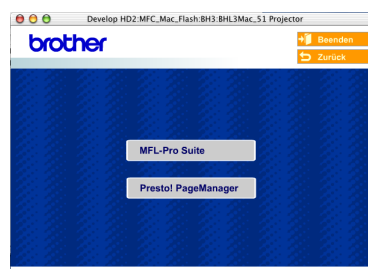 Develop HD2:MFC_Mac_Flash:BH3:BHL3Mac_51 Projector
brother
Beenden
Zurück
MFL-Pro Suite
Presto! PageManager